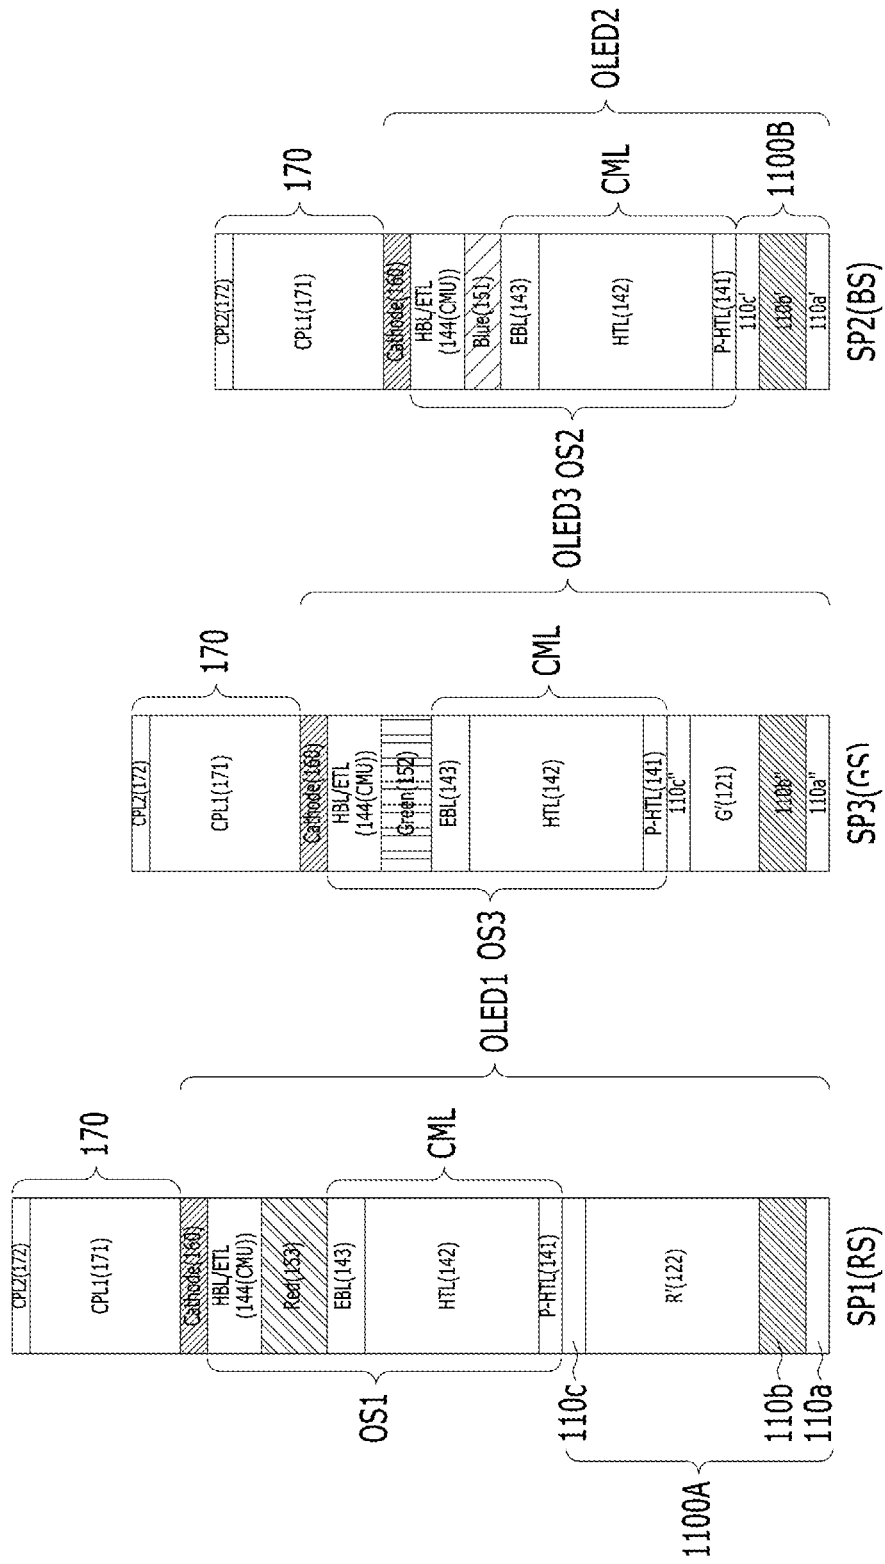 CPL2(172)
CPL1(171)
170
Cathode(160)
HBL/ETL
(144(CMU))
Red(153)
EBL(143)
HTL(142)
P-HTL(141)
R'(122)
OS1
CML
OLED1
110c
110b
110a
1100A
SP1(RS)
CPL2(172)
CPL1(171)
170
Cathode(160)
HBL/ETL
(144(CMU))
Green(152)
EBL(143)
HTL(142)
P-HTL(141)
110c"
G'(121)
110b"
110a"
OS3
CML
OLED3
SP3(GS)
CPL2(172)
CPL1(171)
170
Cathode(160)
HBL/ETL
(144(CMU))
Blue(151)
EBL(143)
HTL(142)
P-HTL(141)
110c'
110b'
110a'
OS2
CML
OLED2
1100B
SP2(BS)